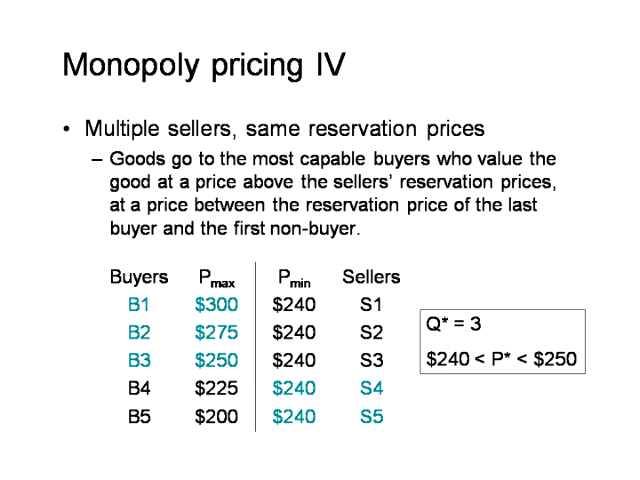 Monopoly pricing IV
• Multiple sellers, same reservation prices
– Goods go to the most capable buyers who value the
good at a price above the sellers’ reservation prices,
at a price between the reservation price of the last
buyer and the first non-buyer.
Buyers Pmax Pmin Sellers
B1 $300 $240 S1
B2 $275 $240 S2
B3 $250 $240 S3
B4 $225 $240 S4
B5 $200 $240 S5
Q* = 3
$240 < P* < $250